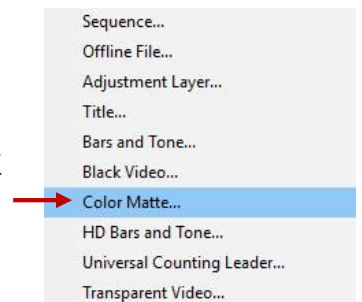 Sequence...
Offline File...
Adjustment Layer...
Title...
Bars and Tone...
Black Video...
Color Matte...
HD Bars and Tone...
Universal Counting Leader...
Transparent Video...